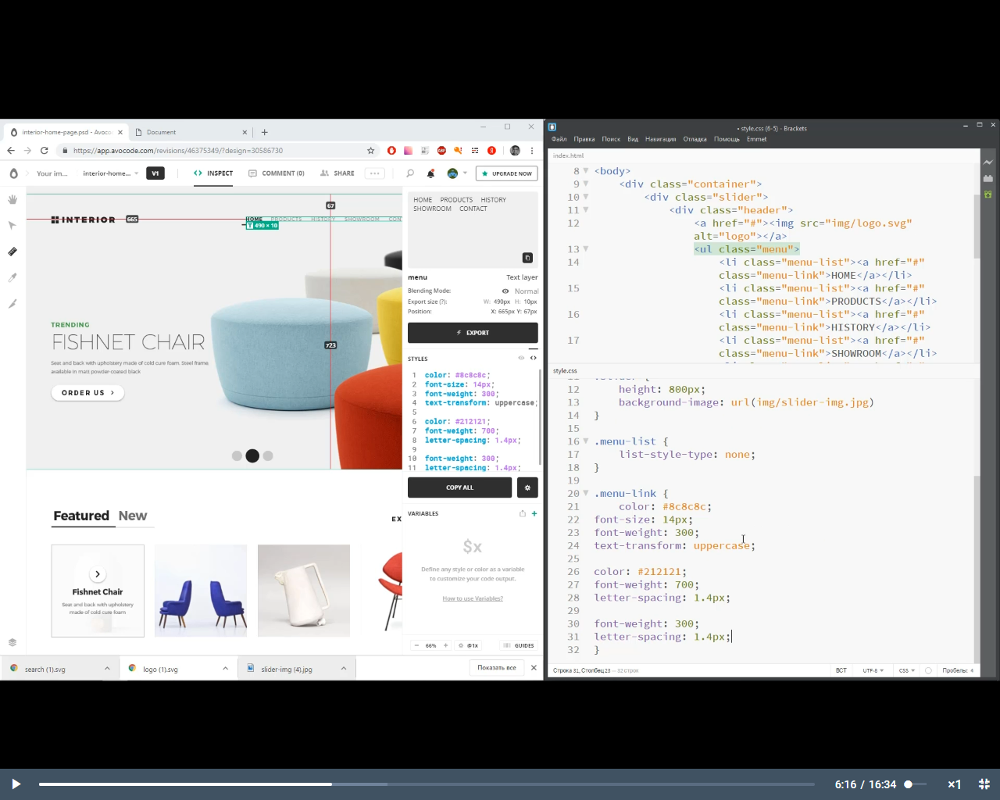 interior-home-page.psd - Avoco
Document
https://app.avocode.com/revisions/46375349/?design=30586730
Your im...
interior-home...
V1
INSPECT
COMMENT (0)
SHARE
UPGRADE NOW
INTERIOR
665
67
HOME PRODUCTS HISTORY SHOWROOM CON
T 490 × 10
TRENDING
FISHNET CHAIR
Seat and back with upholstery made of cold cure foam. Steel frame,
available in matt powder-coated black
ORDER US
723
Featured New
EX
Fishnet Chair
Seat and back with upholstery
made of cold cure foam
HOME PRODUCTS HISTORY
SHOWROOM CONTACT
menu
Text layer
Blending Mode:
Normal
Export size (?):
W: 490px H: 10px
Position:
X: 665px Y: 67px
EXPORT
STYLES
1 color: #8c8c8c;
2 font-size: 14px;
3 font-weight: 300;
4 text-transform: uppercase;
5
6 color: #212121;
7 font-weight: 700;
8 letter-spacing: 1.4px;
9
10 font-weight: 300;
11 letter-spacing: 1.4px;
COPY ALL
VARIABLES
$x
Define any style or color as a variable
to customize your code output.
How to use Variables?
66%
@1x
GUIDES
search (1).svg
logo (1).svg
slider-img (4).jpg
Показать все
• style.css (6-5) - Brackets
Файл Правка Поиск Вид Навигация Отладка Помощь Emmet
index.html
8 <body>
9 <div class="container">
10 <div class="slider">
11 <div class="header">
12 <a href="#"><img src="img/logo.svg"
alt="logo"></a>
13 <ul class="menu">
14 <li class="menu-list"><a href="#"
class="menu-link">HOME</a></li>
15 <li class="menu-list"><a href="#"
class="menu-link">PRODUCTS</a></li>
16 <li class="menu-list"><a href="#"
class="menu-link">HISTORY</a></li>
17 <li class="menu-list"><a href="#"
class="menu-link">SHOWROOM</a></li>
style.css
11 .slider {
12 height: 800px;
13 background-image: url(img/slider-img.jpg)
14 }
15
16 .menu-list {
17 list-style-type: none;
18 }
19
20 .menu-link {
21 color: #8c8c8c;
22 font-size: 14px;
23 font-weight: 300;
24 text-transform: uppercase;
25
26 color: #212121;
27 font-weight: 700;
28 letter-spacing: 1.4px;
29
30 font-weight: 300;
31 letter-spacing: 1.4px;
32 }
Строка 31, Столбец 23 — 32 строк
ВСТ
UTF-8
CSS
Пробелы: 4
6:16 / 16:34
×1